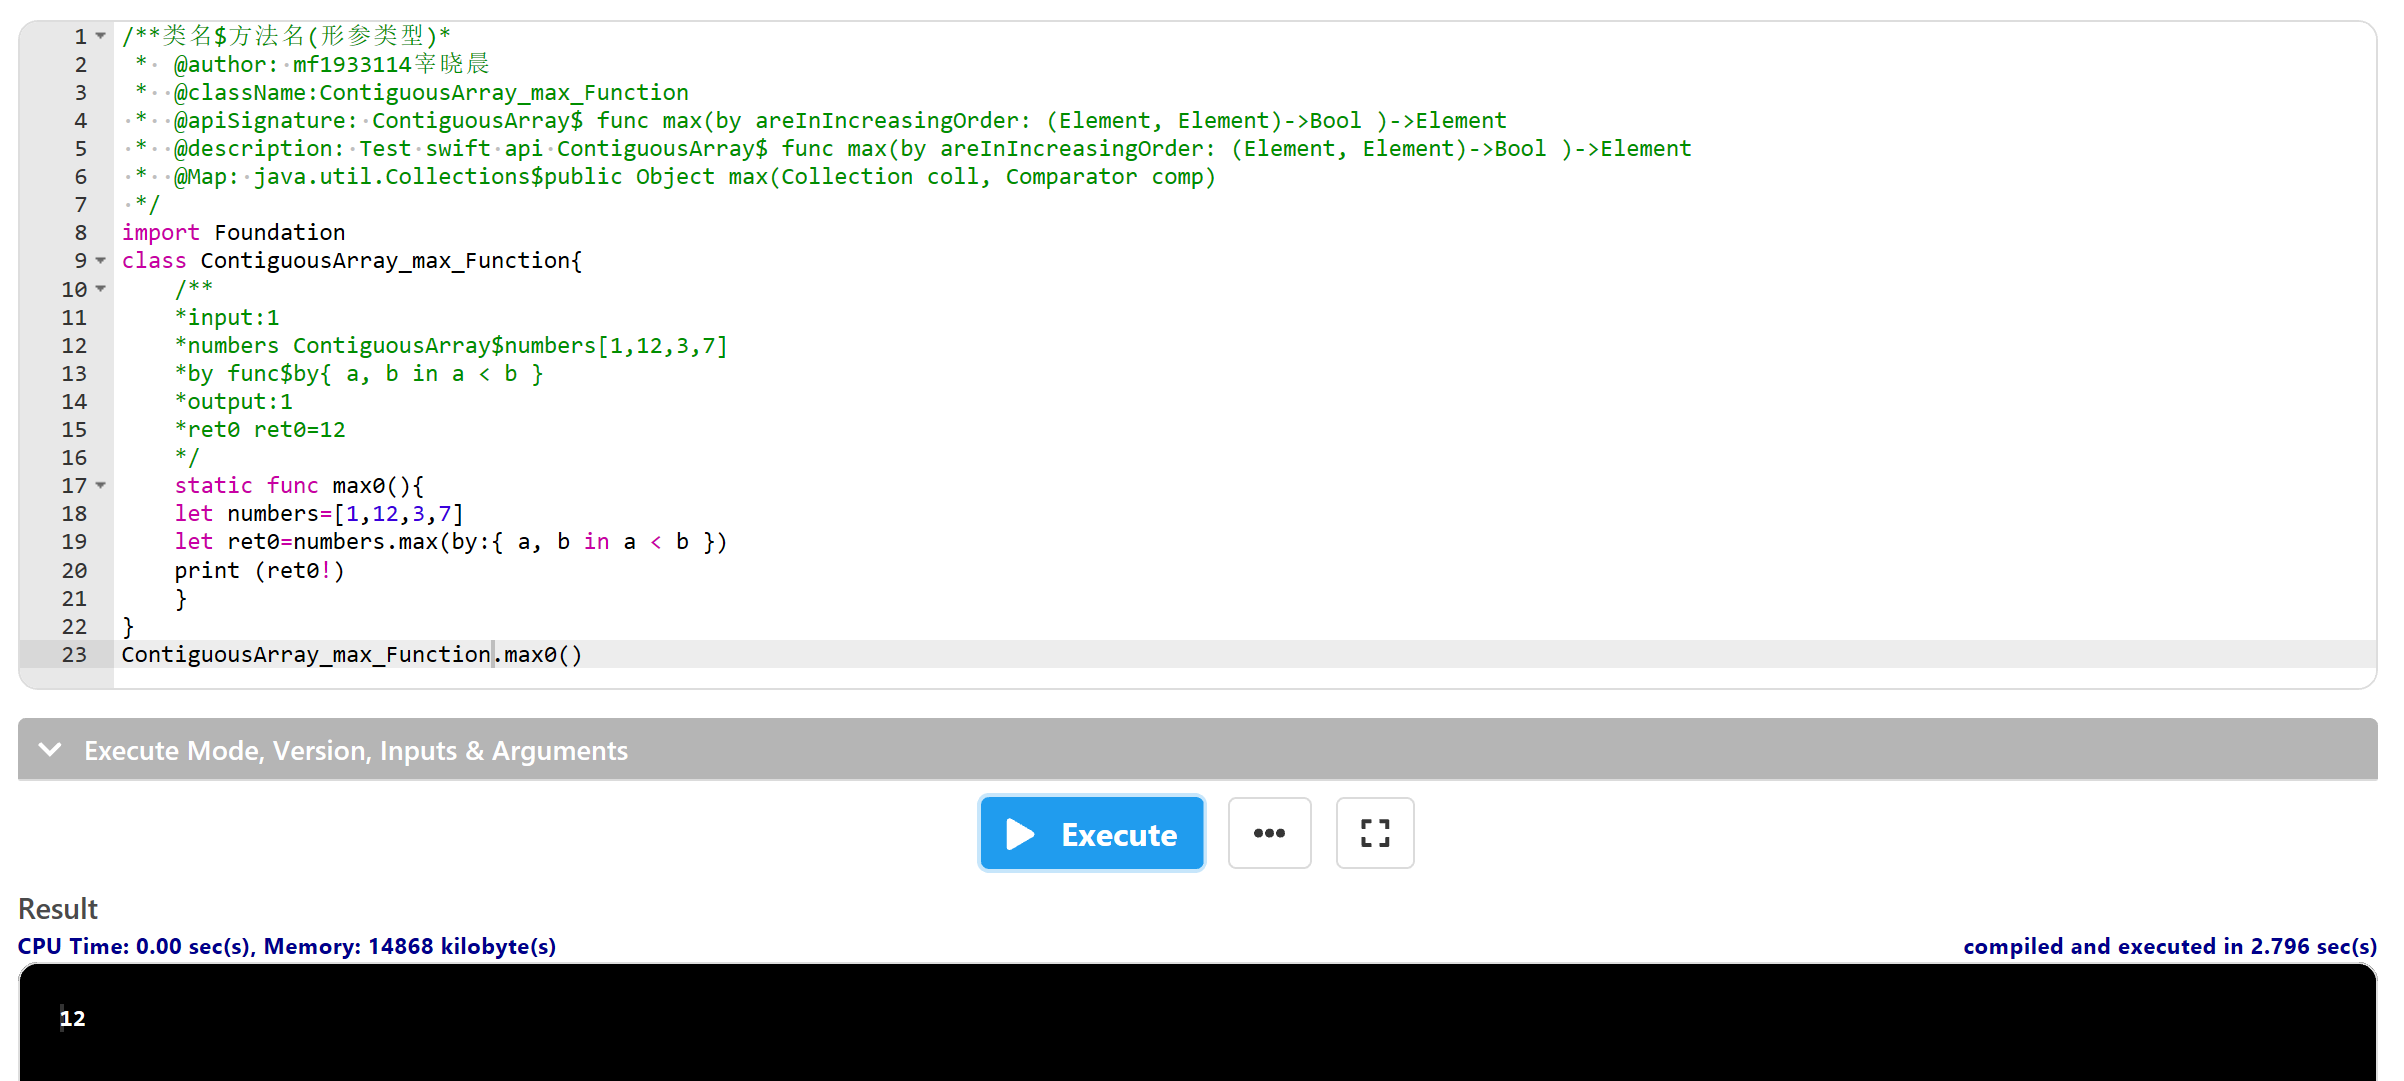 1 /**类名$方法名(形参类型)*
2  *  @author: mf1933114宰晓晨
3  *  @className:ContiguousArray_max_Function
4  *  @apiSignature: ContiguousArray$ func max(by areInIncreasingOrder: (Element, Element)->Bool )->Element
5  *  @description: Test swift api ContiguousArray$ func max(by areInIncreasingOrder: (Element, Element)->Bool )->Element
6  *  @Map: java.util.Collections$public Object max(Collection coll, Comparator comp)
7  */
8 import Foundation
9 class ContiguousArray_max_Function{
10     /**
11     *input:1
12     *numbers ContiguousArray$numbers[1,12,3,7]
13     *by func$by{ a, b in a < b }
14     *output:1
15     *ret0 ret0=12
16     */
17     static func max0(){
18     let numbers=[1,12,3,7]
19     let ret0=numbers.max(by:{ a, b in a < b })
20     print (ret0!)
21     }
22 }
23 ContiguousArray_max_Function.max0()
Execute Mode, Version, Inputs & Arguments
Execute
Result
CPU Time: 0.00 sec(s), Memory: 14868 kilobyte(s) compiled and executed in 2.796 sec(s)
12